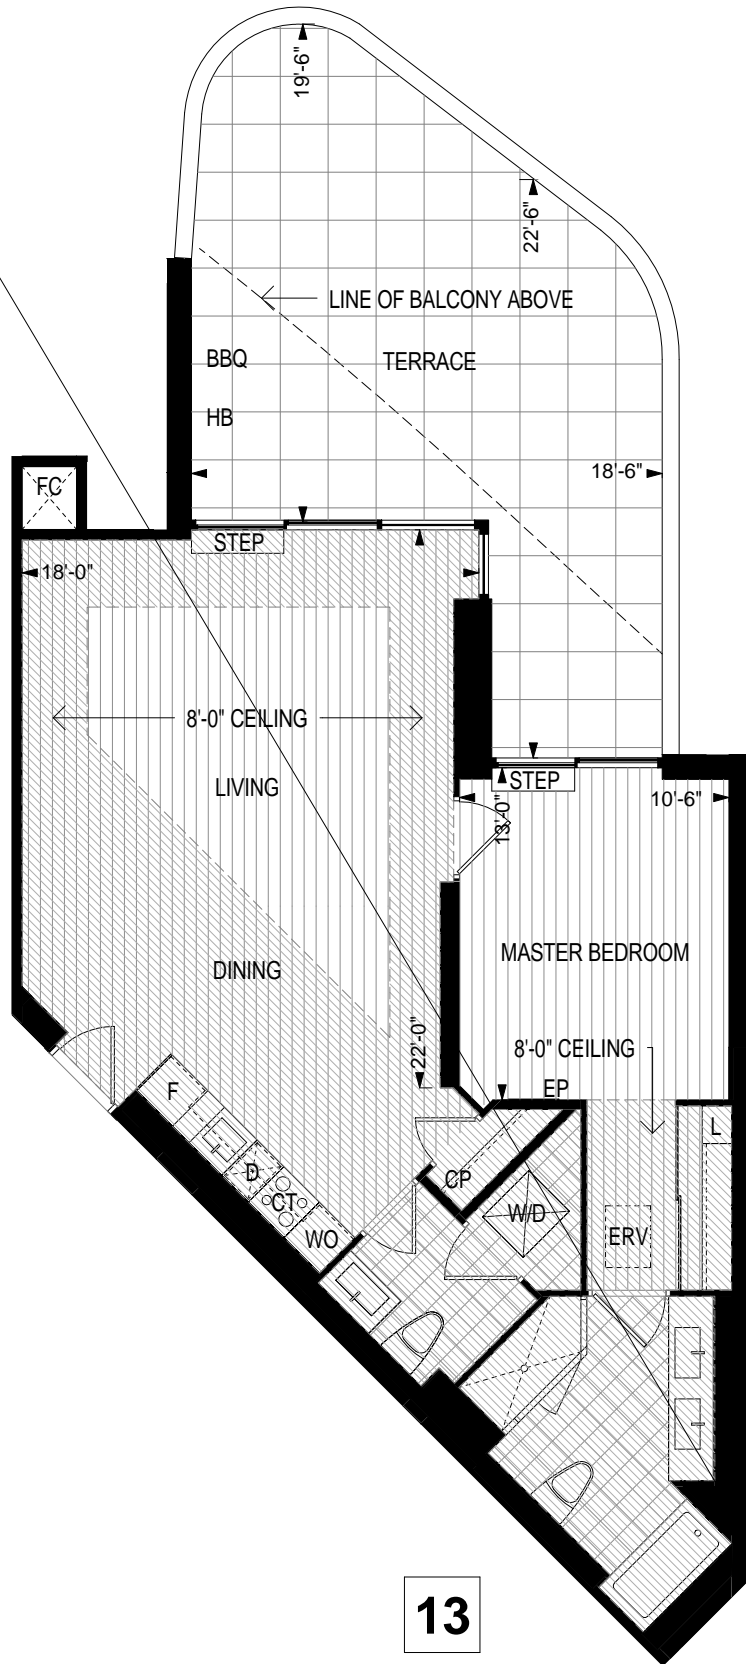 19'-6"
22'-6"
LINE OF BALCONY ABOVE
BBQ
TERRACE
HB
18'-6"
FC
STEP
18'-0"
8'-0" CEILING
STEP
LIVING
13'-0"
10'-6"
MASTER BEDROOM
DINING
22'-0"
8'-0" CEILING
EP
F
L
D
CP
CT
W/D
WO
ERV
13